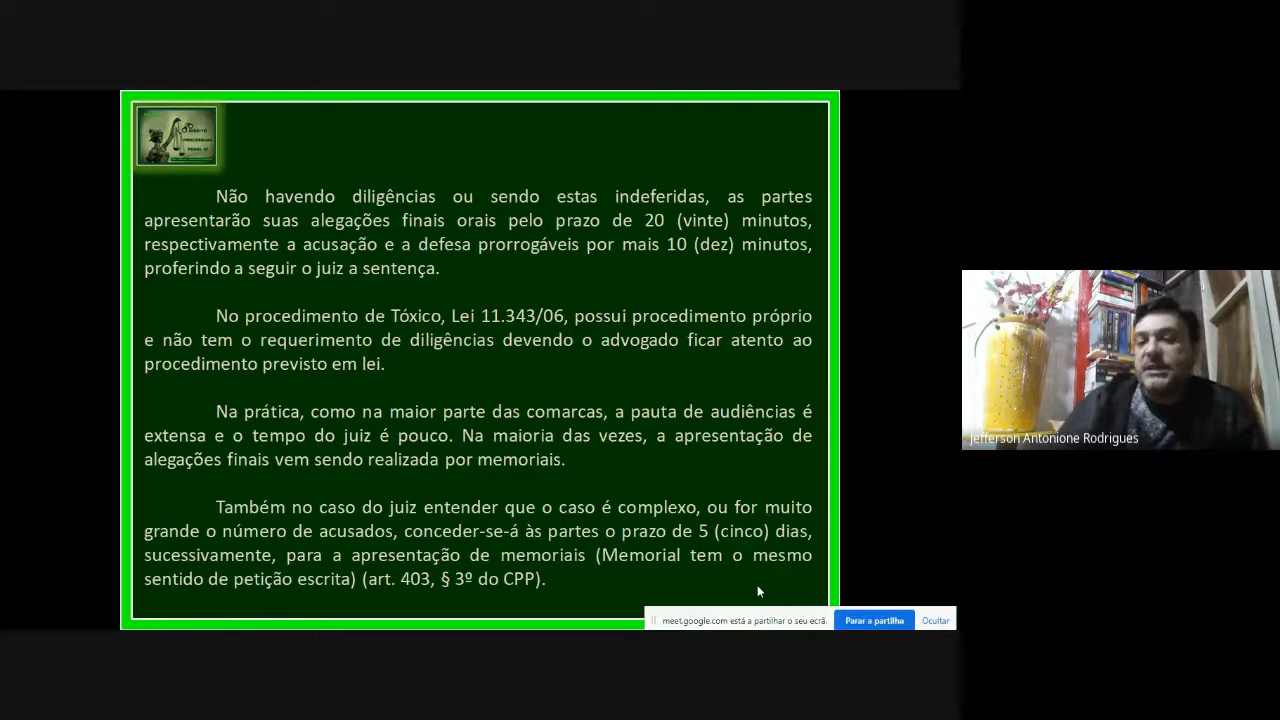 DIREITO
PROCESSUAL
PENAL III
Não havendo diligências ou sendo estas indeferidas, as partes
apresentarão suas alegações finais orais pelo prazo de 20 (vinte) minutos,
respectivamente a acusação e a defesa prorrogáveis por mais 10 (dez) minutos,
proferindo a seguir o juiz a sentença.
No procedimento de Tóxico, Lei 11.343/06, possui procedimento próprio
e não tem o requerimento de diligências devendo o advogado ficar atento ao
procedimento previsto em lei.
Na prática, como na maior parte das comarcas, a pauta de audiências é
extensa e o tempo do juiz é pouco. Na maioria das vezes, a apresentação de
alegações finais vem sendo realizada por memoriais.
Também no caso do juiz entender que o caso é complexo, ou for muito
grande o número de acusados, conceder-se-á às partes o prazo de 5 (cinco) dias,
sucessivamente, para a apresentação de memoriais (Memorial tem o mesmo
sentido de petição escrita) (art. 403, § 3º do CPP).
meet.google.com está a partilhar o seu ecrã.
Parar a partilha
Ocultar
Jefferson Antonione Rodrigues